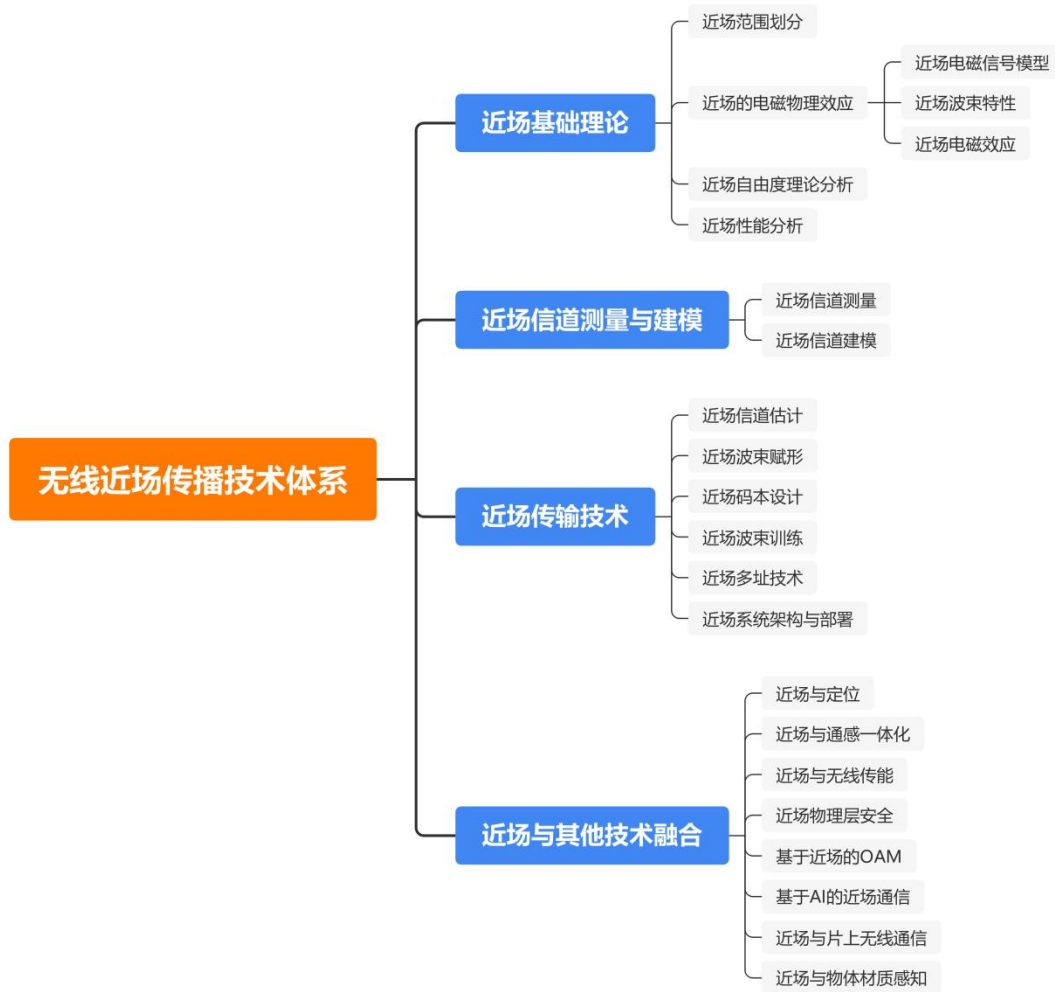 无线近场传播技术体系
近场基础理论
近场范围划分
近场的电磁物理效应
近场电磁信号模型
近场波束特性
近场电磁效应
近场自由度理论分析
近场性能分析
近场信道测量与建模
近场信道测量
近场信道建模
近场传输技术
近场信道估计
近场波束赋形
近场码本设计
近场波束训练
近场多址技术
近场系统架构与部署
近场与其他技术融合
近场与定位
近场与通感一体化
近场与无线传能
近场物理层安全
基于近场的OAM
基于AI的近场通信
近场与片上无线通信
近场与物体材质感知